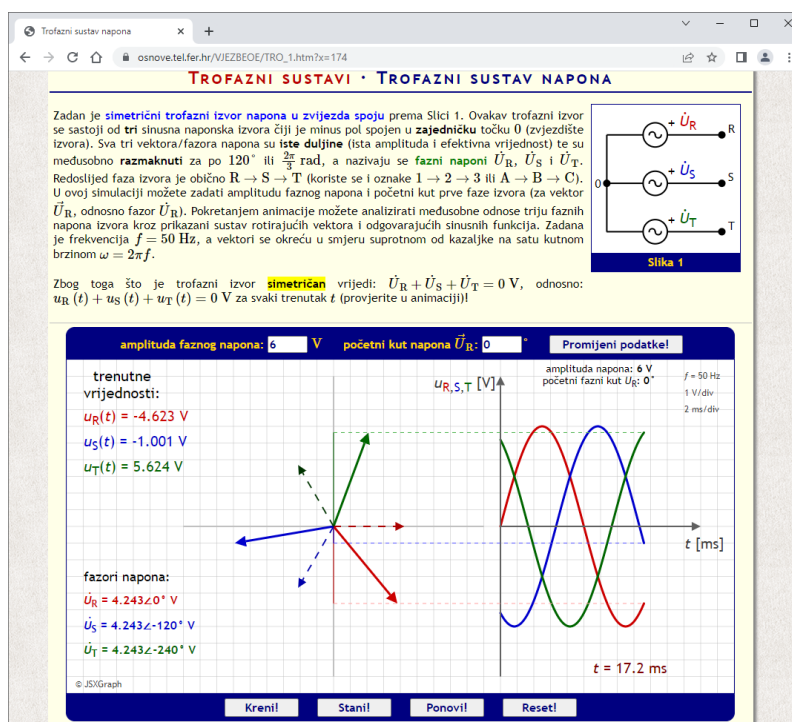 Trofazni sustav napona
osnove.tel.fer.hr/VJEZBEOE/TRO_1.htm?x=174
TROFAZNI SUSTAVI · TROFAZNI SUSTAV NAPONA
Zadan je simetrični trofazni izvor napona u zvijezda spoju prema Slici 1. Ovakav trofazni izvor
se sastoji od tri sinusna naponska izvora čiji je minus pol spojen u zajedničku točku 0 (zvjezdište
izvora). Sva tri vektora/fazora napona su iste duljine (ista amplituda i efektivna vrijednost) te su
međusobno razmaknuti za po 120° ili 2π/3 rad, a nazivaju se fazni naponi U̇R, U̇S i U̇T.
Redoslijed faza izvora je obično R → S → T (koriste se i oznake 1 → 2 → 3 ili A → B → C).
U ovoj simulaciji možete zadati amplitudu faznog napona i početni kut prve faze izvora (za vektor
U⃗R, odnosno fazor U̇R). Pokretanjem animacije možete analizirati međusobne odnose triju faznih
napona izvora kroz prikazani sustav rotirajućih vektora i odgovarajućih sinusnih funkcija. Zadana
je frekvencija f = 50 Hz, a vektori se okreću u smjeru suprotnom od kazaljke na satu kutnom
brzinom ω = 2πf.
Zbog toga što je trofazni izvor simetričan vrijedi: U̇R + U̇S + U̇T = 0 V, odnosno:
uR (t) + uS (t) + uT (t) = 0 V za svaki trenutak t (provjerite u animaciji)!
+ U̇R R
0 + U̇S S
+ U̇T T
Slika 1
amplituda faznog napona: 6 V početni kut napona U⃗R: 0 ° Promijeni podatke!
trenutne
vrijednosti:
uR(t) = -4.623 V
uS(t) = -1.001 V
uT(t) = 5.624 V
uR,S,T [V]
amplituda napona: 6 V
početni fazni kut UR: 0°
f = 50 Hz
1 V/div
2 ms/div
t [ms]
fazori napona:
U̇R = 4.243∠0° V
U̇S = 4.243∠-120° V
U̇T = 4.243∠-240° V
t = 17.2 ms
© JSXGraph
Kreni! Stani! Ponovi! Reset!